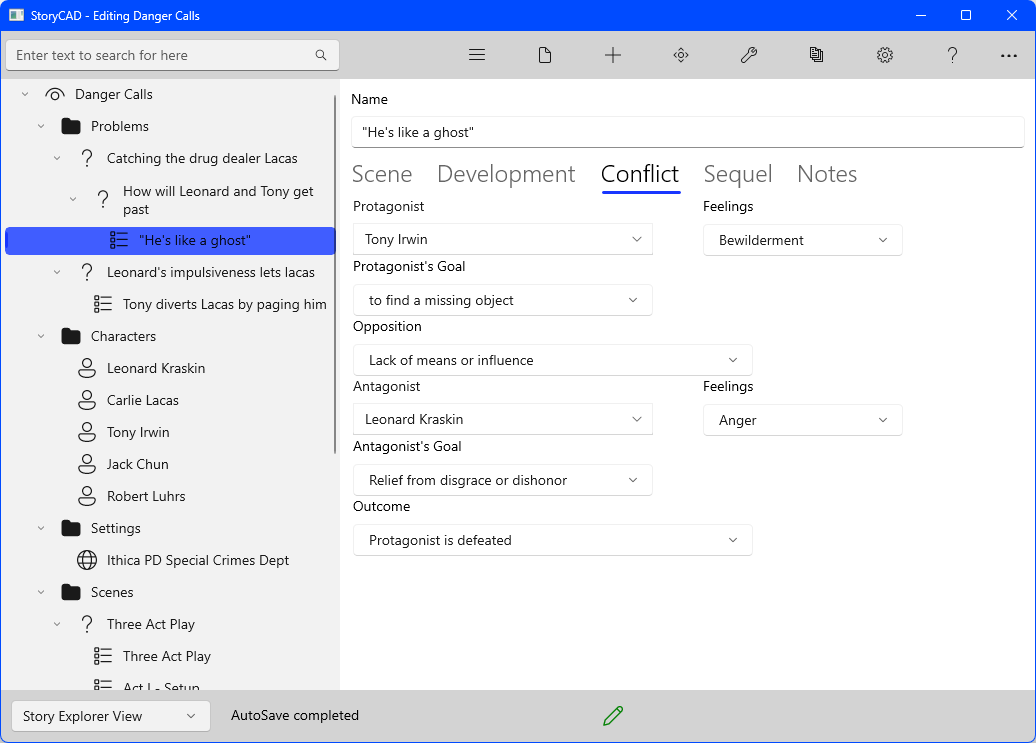 StoryCAD - Editing Danger Calls
Enter text to search for here
Danger Calls
Problems
Catching the drug dealer Lacas
How will Leonard and Tony get
past
"He's like a ghost"
Leonard's impulsiveness lets lacas
Tony diverts Lacas by paging him
Characters
Leonard Kraskin
Carlie Lacas
Tony Irwin
Jack Chun
Robert Luhrs
Settings
Ithica PD Special Crimes Dept
Scenes
Three Act Play
Three Act Play
Act I - Setup
Name
"He's like a ghost"
Scene Development Conflict Sequel Notes
Protagonist Feelings
Tony Irwin Bewilderment
Protagonist's Goal
to find a missing object
Opposition
Lack of means or influence
Antagonist Feelings
Leonard Kraskin Anger
Antagonist's Goal
Relief from disgrace or dishonor
Outcome
Protagonist is defeated
Story Explorer View AutoSave completed